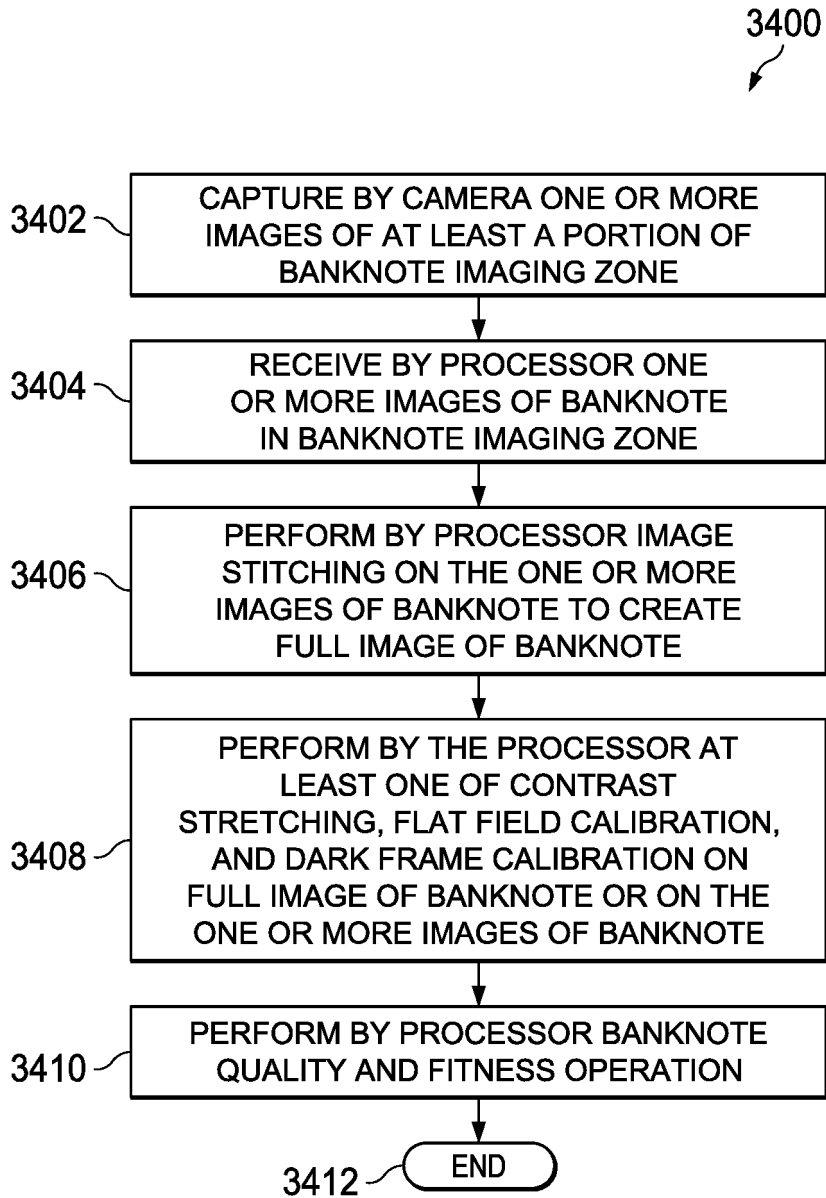 3400
3402
CAPTURE BY CAMERA ONE OR MORE
IMAGES OF AT LEAST A PORTION OF
BANKNOTE IMAGING ZONE
3404
RECEIVE BY PROCESSOR ONE
OR MORE IMAGES OF BANKNOTE
IN BANKNOTE IMAGING ZONE
3406
PERFORM BY PROCESSOR IMAGE
STITCHING ON THE ONE OR MORE
IMAGES OF BANKNOTE TO CREATE
FULL IMAGE OF BANKNOTE
3408
PERFORM BY THE PROCESSOR AT
LEAST ONE OF CONTRAST
STRETCHING, FLAT FIELD CALIBRATION,
AND DARK FRAME CALIBRATION ON
FULL IMAGE OF BANKNOTE OR ON THE
ONE OR MORE IMAGES OF BANKNOTE
3410
PERFORM BY PROCESSOR BANKNOTE
QUALITY AND FITNESS OPERATION
3412
END